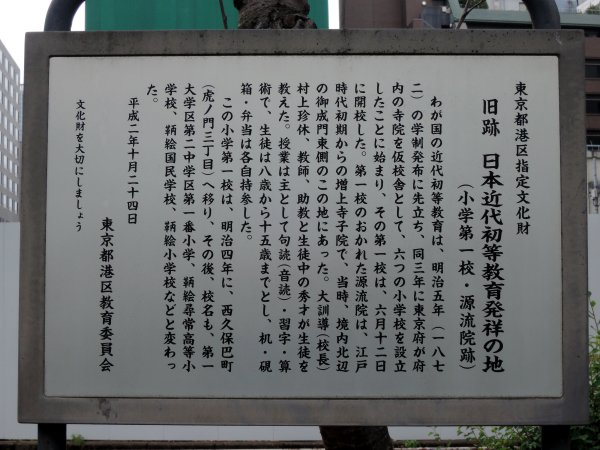 東京都港区指定文化財
旧跡 日本近代初等教育発祥の地
(小学第一校・源流院跡)
わが国の近代初等教育は、明治五年(一八七
二)の学制発布に先立ち、同三年に東京府が府
内の寺院を仮校舎として、六つの小学校を設立
したことに始まり、その第一校は、六月十二日
に開校した。第一校のおかれた源流院は、江戸
時代初期からの増上寺子院で、当時、境内北辺
の御成門東側のこの地にあった。大訓導(校長)
村上珍休、教師、助教と生徒中の秀才が生徒を
教えた。授業は主として句読(音読)・習字・算
術で、生徒は八歳から十五歳までとし、机・硯
箱・弁当は各自持参した。
この小学第一校は、明治四年に、西久保巴町
(虎ノ門三丁目)へ移り、その後、校名も、第一
大学区第二中学区第一番小学、鞆絵尋常高等小
学校、鞆絵国民学校、鞆絵小学校などと変わっ
た。
平成二年十月二十四日
東京都港区教育委員会
文化財を大切にしましょう